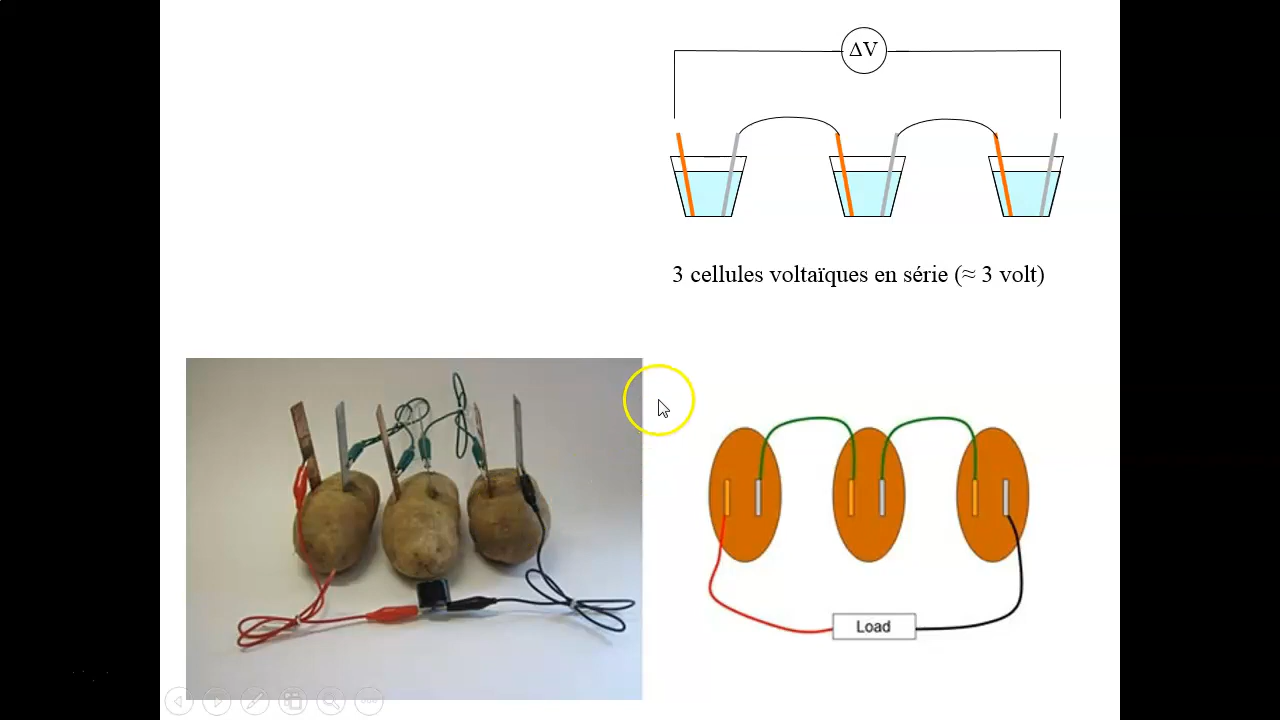 ΔV
3 cellules voltaïques en série (≈ 3 volt)
Load